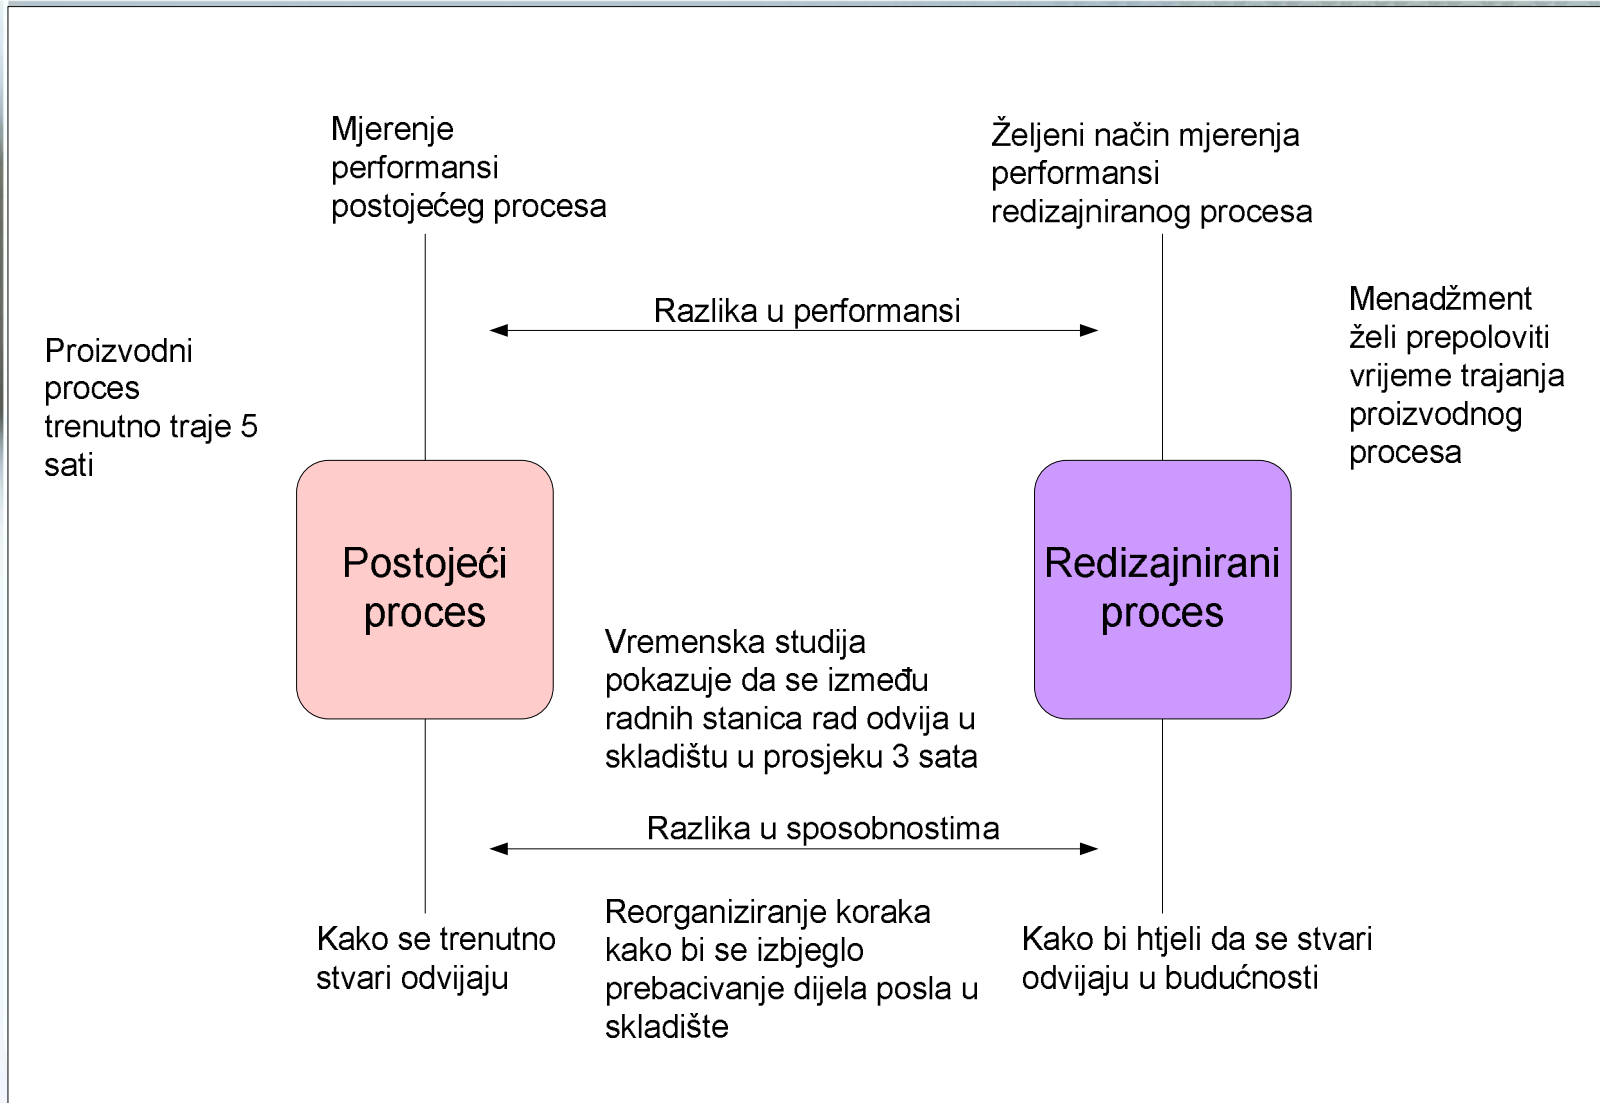 Mjerenje
performansi
postojećeg procesa
Željeni način mjerenja
performansi
redizajniranog procesa
Razlika u performansi
Proizvodni
proces
trenutno traje 5
sati
Menadžment
želi prepoloviti
vrijeme trajanja
proizvodnog
procesa
Postojeći
proces
Redizajnirani
proces
Vremenska studija
pokazuje da se između
radnih stanica rad odvija u
skladištu u prosjeku 3 sata
Razlika u sposobnostima
Kako se trenutno
stvari odvijaju
Reorganiziranje koraka
kako bi se izbjeglo
prebacivanje dijela posla u
skladište
Kako bi htjeli da se stvari
odvijaju u budućnosti